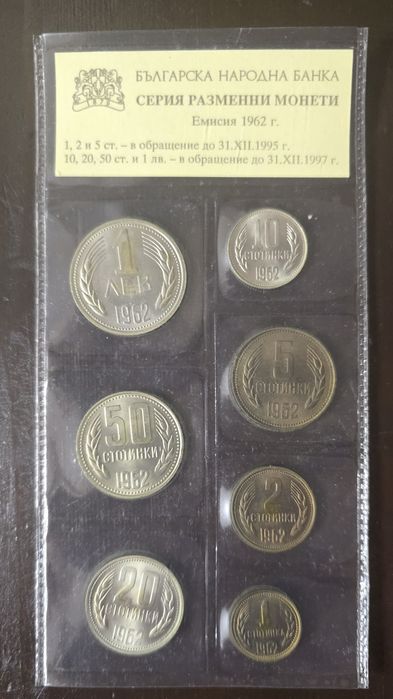 БЪЛГАРСКА НАРОДНА БАНКА
СЕРИЯ РАЗМЕННИ МОНЕТИ
Емисия 1962 г.
1, 2 и 5 ст. – в обращение до 31.XII.1995 г.
10, 20, 50 ст. и 1 лв. – в обращение до 31.XII.1997 г.
1
ЛЕВ
1962
10
СТОТИНКИ
1962
50
СТОТИНКИ
1962
5
СТОТИНКИ
1962
2
СТОТИНКИ
1962
20
СТОТИНКИ
1962
1
СТОТИНКА
1962